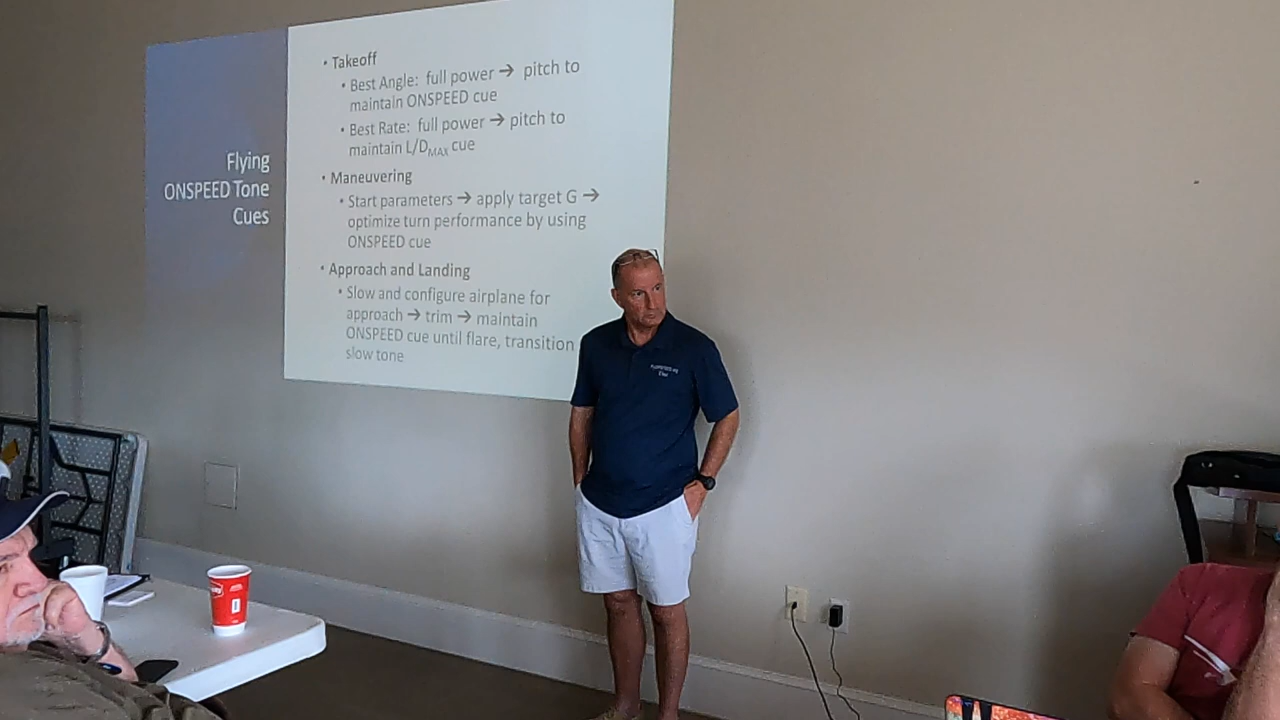 Flying
ONSPEED Tone
Cues
• Takeoff
• Best Angle: full power → pitch to
maintain ONSPEED cue
• Best Rate: full power → pitch to
maintain L/DMAX cue
• Maneuvering
• Start parameters → apply target G →
optimize turn performance by using
ONSPEED cue
• Approach and Landing
• Slow and configure airplane for
approach → trim → maintain
ONSPEED cue until flare, transition
slow tone